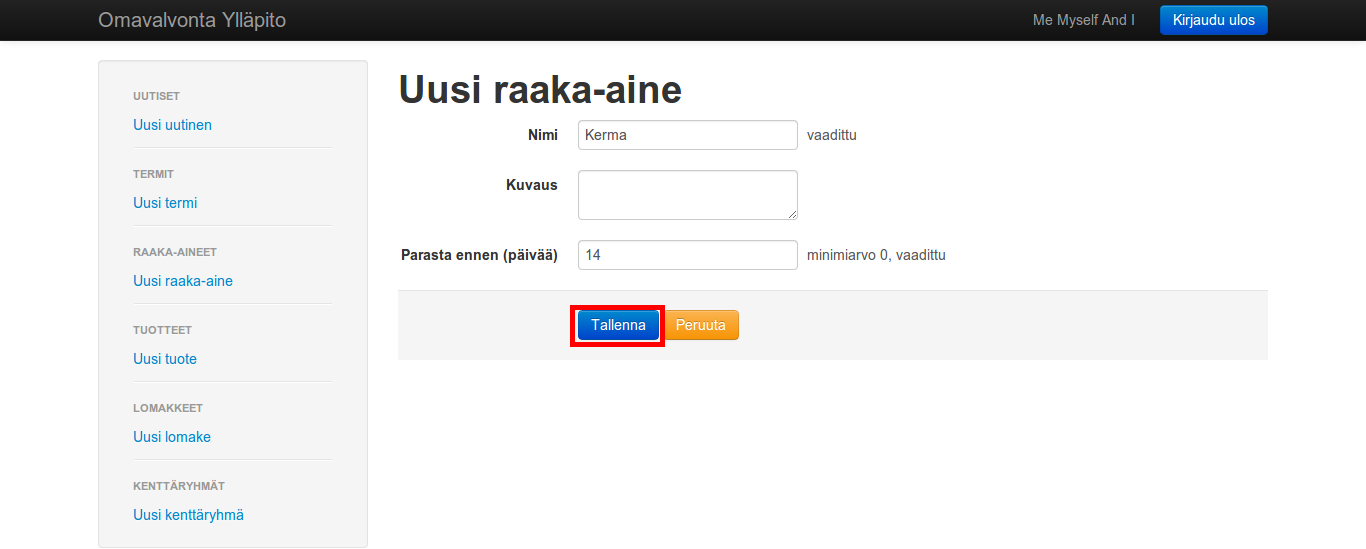 Omavalvonta Ylläpito
Me Myself And I
Kirjaudu ulos
UUTISET
Uusi uutinen
TERMIT
Uusi termi
RAAKA-AINEET
Uusi raaka-aine
TUOTTEET
Uusi tuote
LOMAKKEET
Uusi lomake
KENTTÄRYHMÄT
Uusi kenttäryhmä
Uusi raaka-aine
Nimi Kerma vaadittu
Kuvaus
Parasta ennen (päivää) 14 minimiarvo 0, vaadittu
Tallenna Peruuta